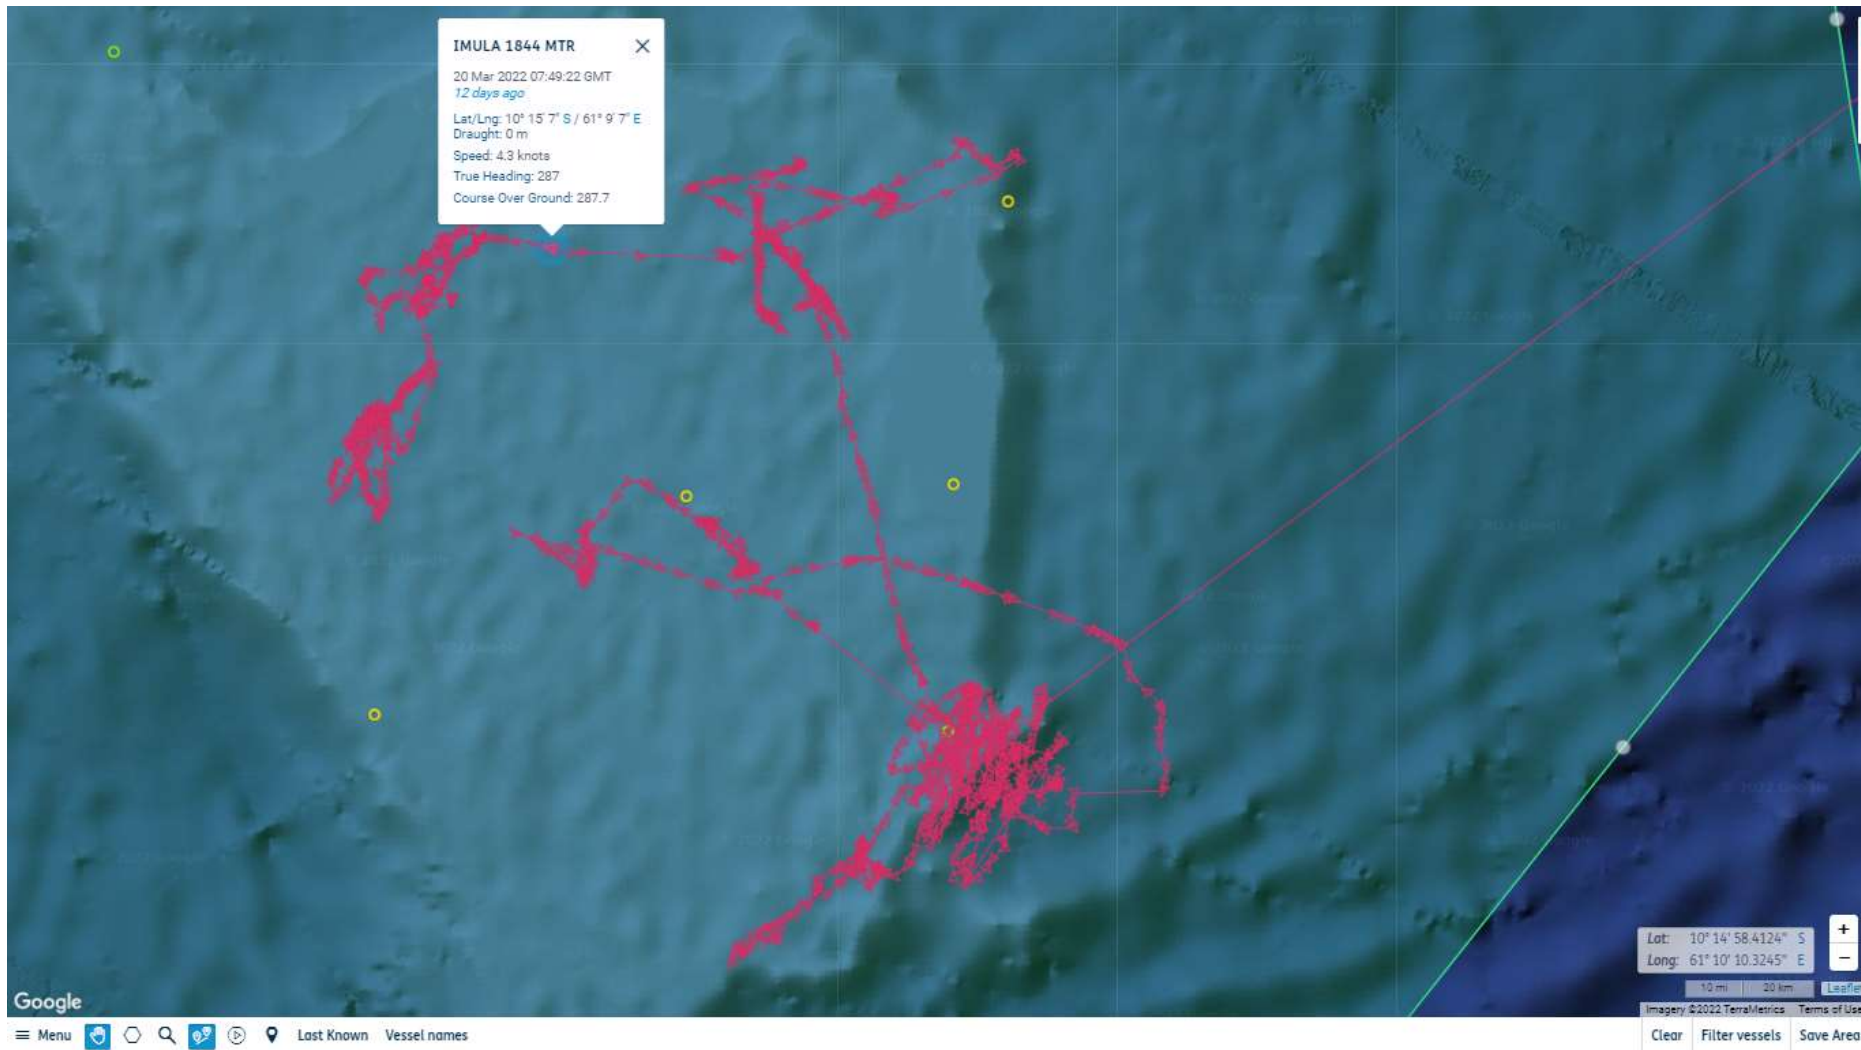 IMULA 1844 MTR
20 Mar 2022 07:49:22 GMT
12 days ago
Lat/Lng: 10° 15' 7" S / 61° 9' 7" E
Draught: 0 m
Speed: 4.3 knots
True Heading: 287
Course Over Ground: 287.7
Lat: 10° 14' 58.4124" S
Long: 61° 10' 10.3245" E
+
−
10 mi 20 km
Google
Imagery ©2022 TerraMetrics Terms of Use
Menu Last Known Vessel names Clear Filter vessels Save Area